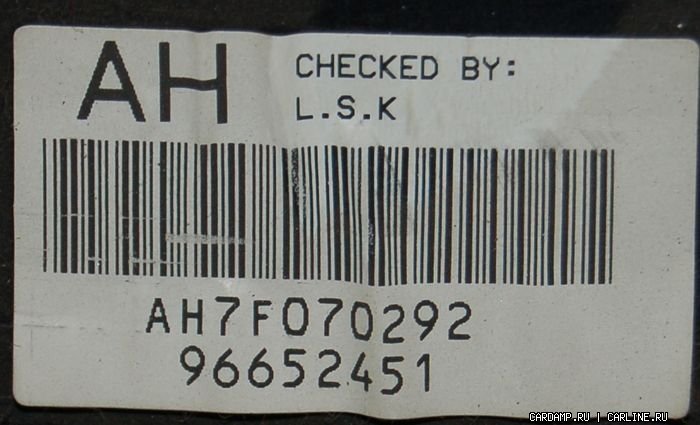 AH
CHECKED BY:
L.S.K
AH7F070292
96652451
CARDAMP.RU | CARLINE.RU